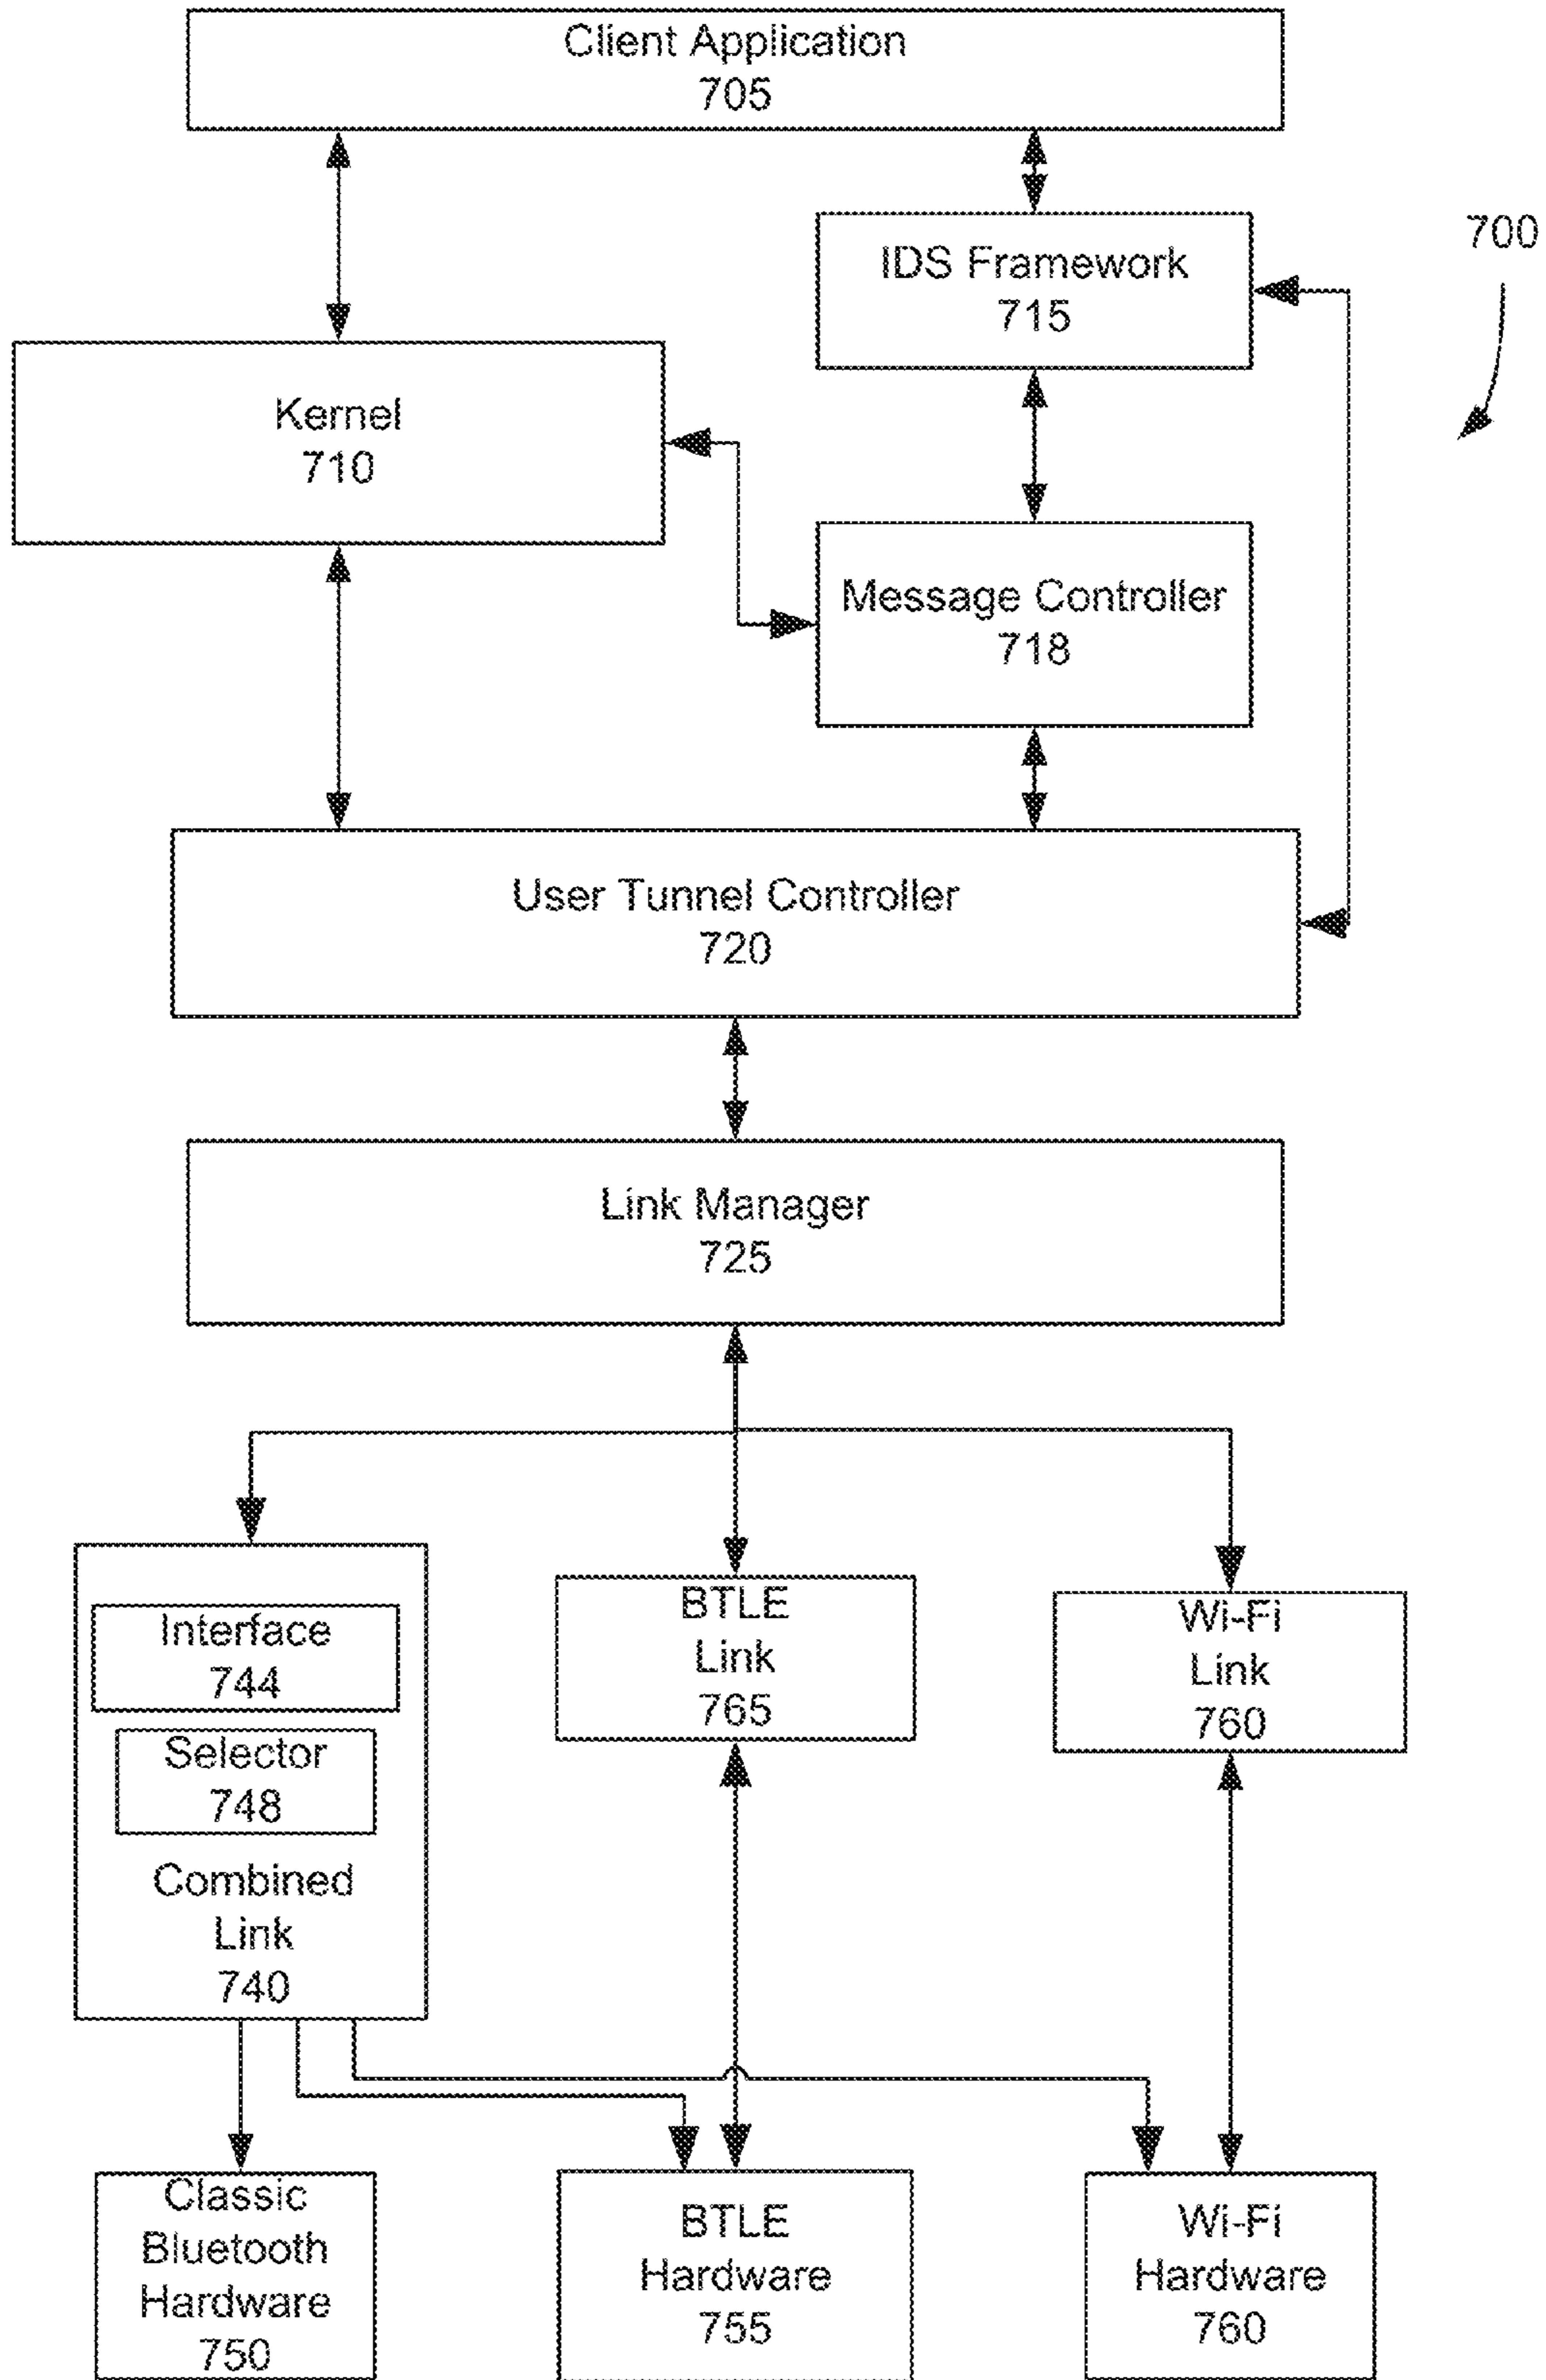 Client Application
705
700
IDS Framework
715
Kernel
710
Message Controller
718
User Tunnel Controller
720
Link Manager
725
Interface
744
Selector
748
Combined
Link
740
BTLE
Link
765
Wi-Fi
Link
760
Classic
Bluetooth
Hardware
750
BTLE
Hardware
755
Wi-Fi
Hardware
760